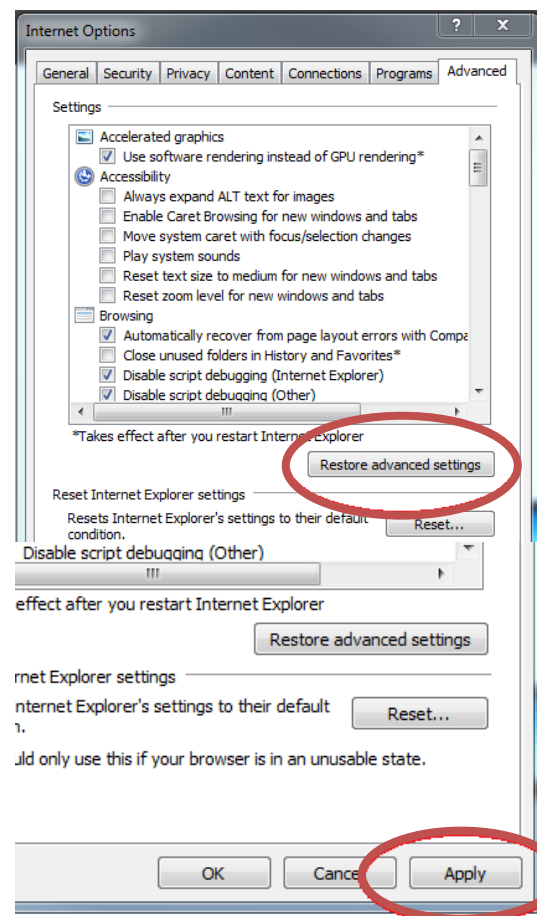 Internet Options
? X
General Security Privacy Content Connections Programs Advanced
Settings
Accelerated graphics
Use software rendering instead of GPU rendering*
Accessibility
Always expand ALT text for images
Enable Caret Browsing for new windows and tabs
Move system caret with focus/selection changes
Play system sounds
Reset text size to medium for new windows and tabs
Reset zoom level for new windows and tabs
Browsing
Automatically recover from page layout errors with Compa
Close unused folders in History and Favorites*
Disable script debugging (Internet Explorer)
Disable script debugging (Other)
*Takes effect after you restart Internet Explorer
Restore advanced settings
Reset Internet Explorer settings
Resets Internet Explorer's settings to their default
condition.
Reset...
Disable script debugging (Other)
effect after you restart Internet Explorer
Restore advanced settings
rnet Explorer settings
nternet Explorer's settings to their default
n.
Reset...
uld only use this if your browser is in an unusable state.
OK Cance Apply